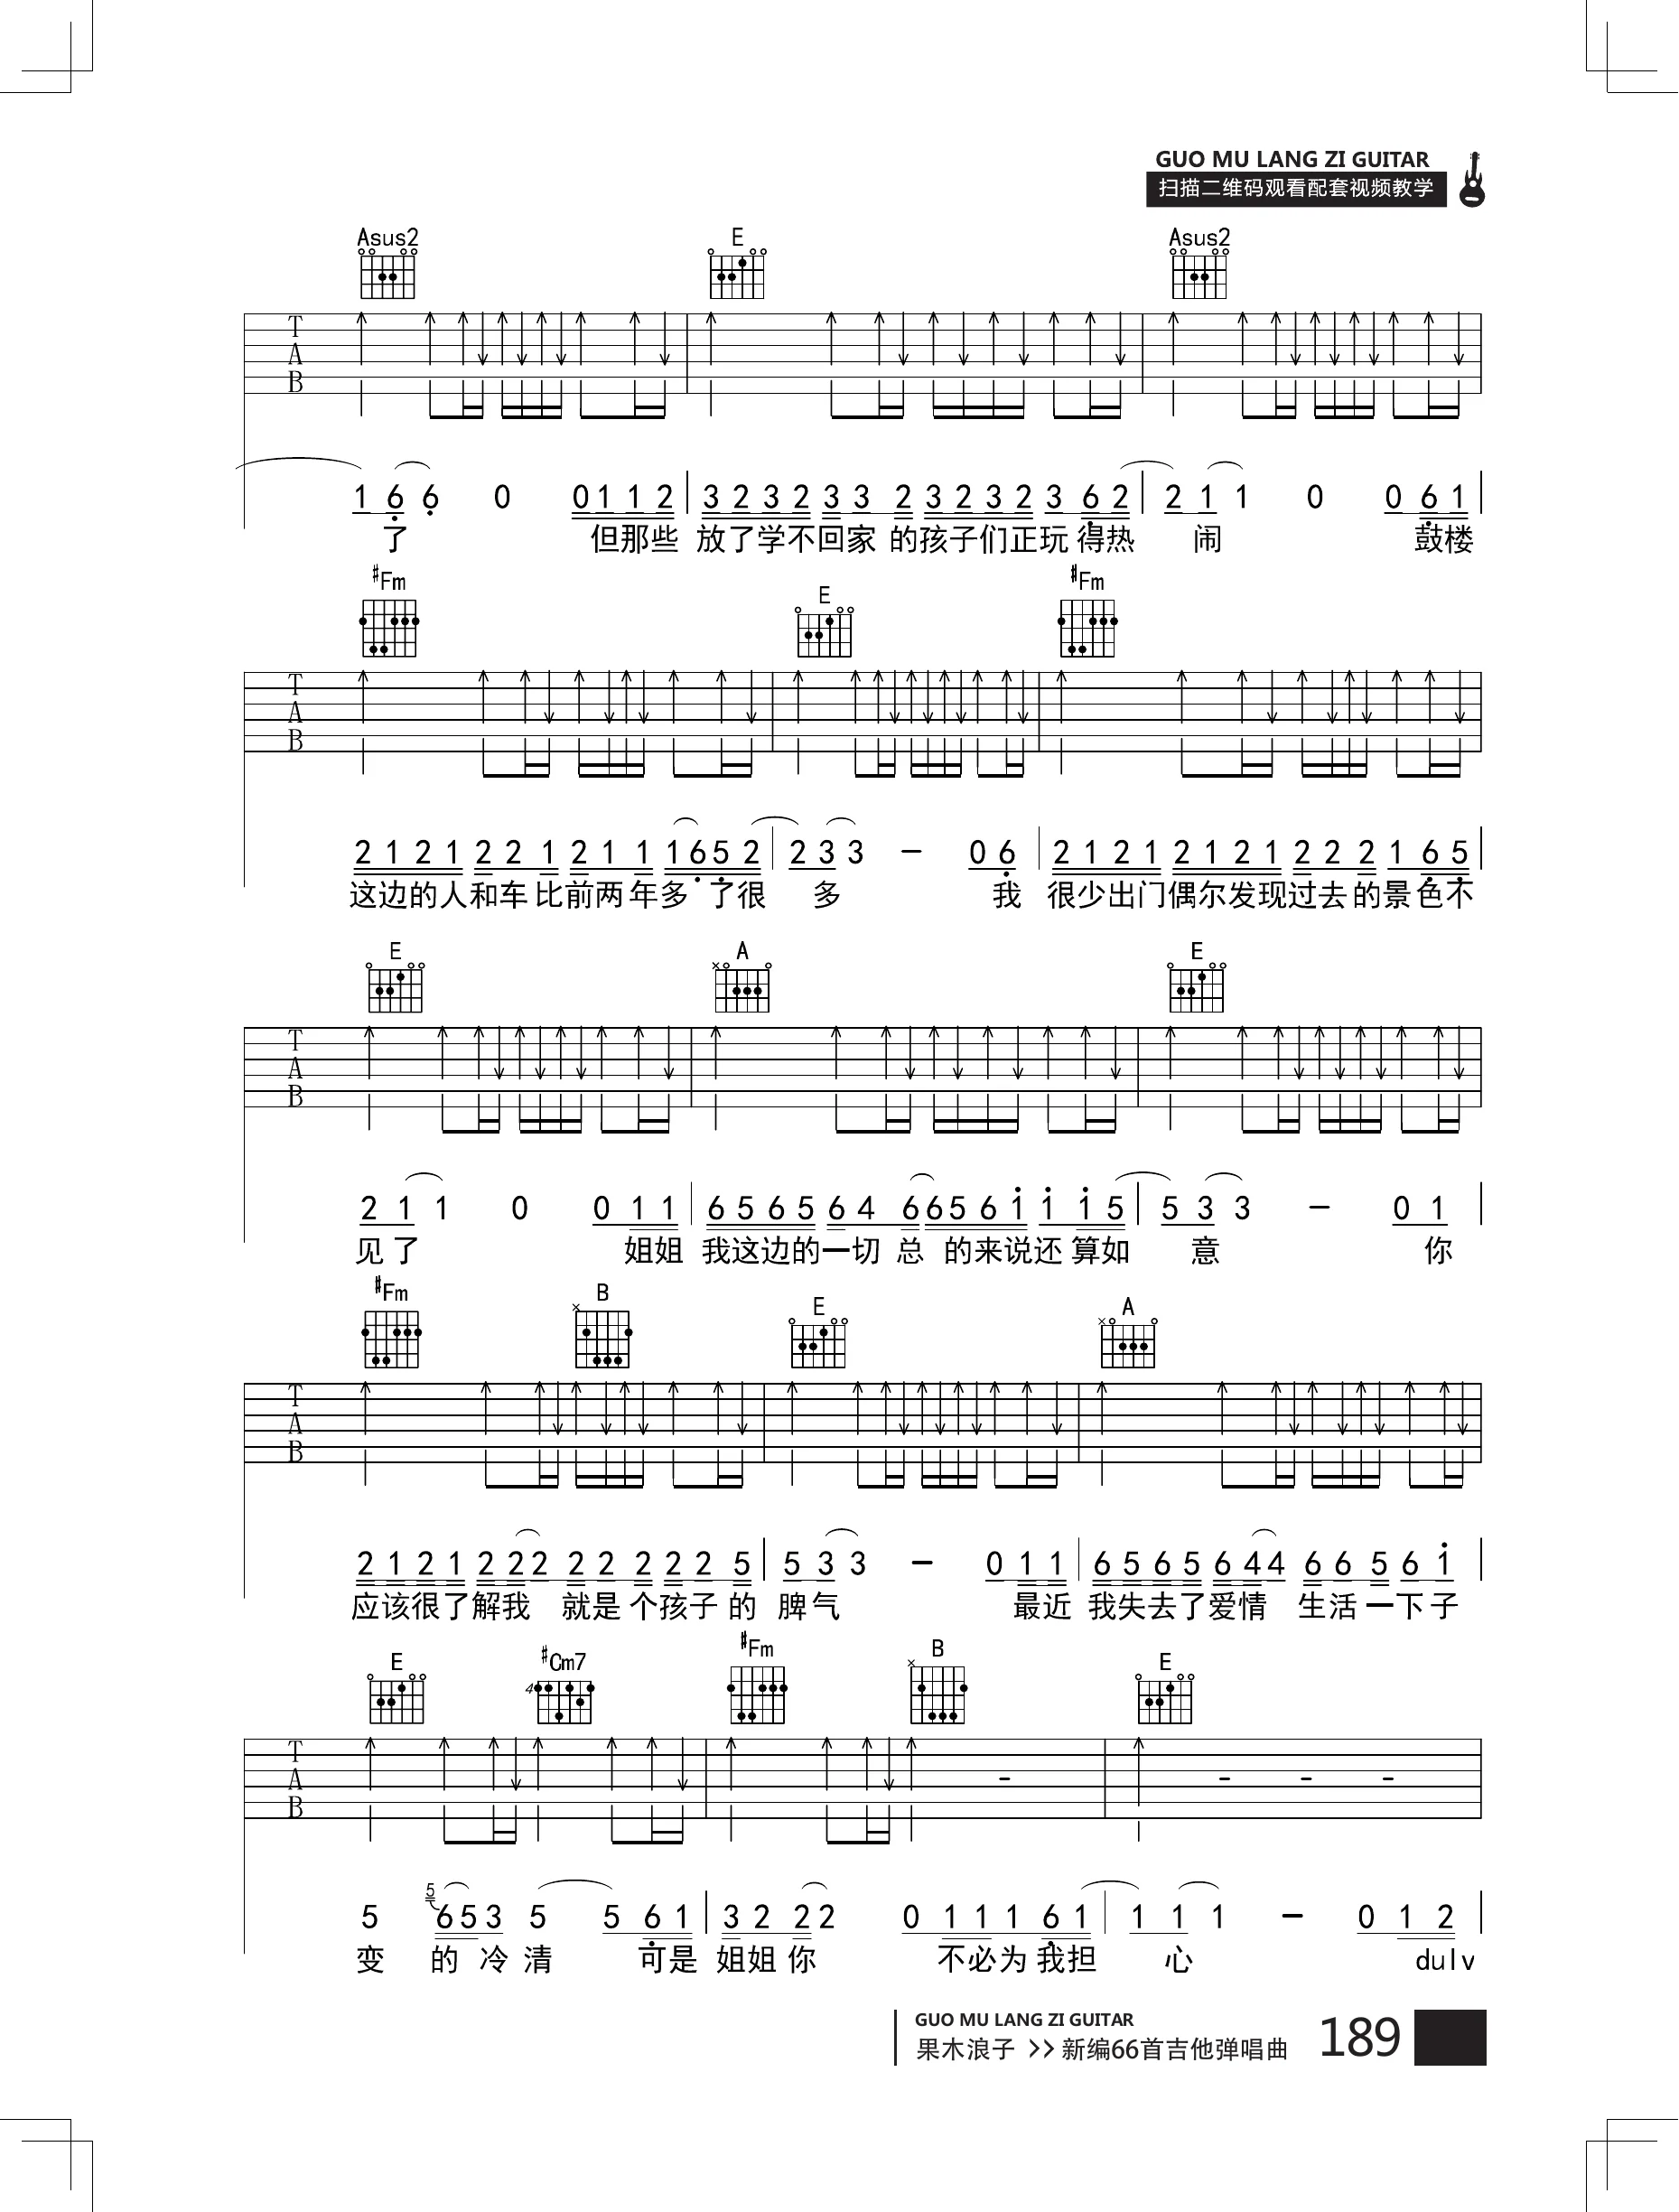 GUO MU LANG ZI GUITAR
扫描二维码观看配套视频教学
Asus2 E Asus2
T
A
B
1 6 6 0 0 1 1 2 3 2 3 2 3 3 2 3 2 3 2 3 6 2 2 1 1 0 0 6 1
了 但那些 放了学不回家 的孩子们正玩 得热 闹 鼓楼
#Fm E #Fm
T
A
B
2 1 2 1 2 2 1 2 1 1 1 6 5 2 2 3 3 – 0 6 2 1 2 1 2 1 2 1 2 2 2 1 6 5
这边的人和车 比前两 年多 了很 多 我 很少出门偶尔发现过去 的景色不
E A E
T
A
B
2 1 1 0 0 1 1 6 5 6 5 6 4 6 6 5 6 1 1 1 5 5 3 3 – 0 1
见了 姐姐 我这边的一切 总 的来说还 算如 意 你
#Fm B E A
T
A
B
2 1 2 1 2 2 2 2 2 2 2 2 5 5 3 3 – 0 1 1 6 5 6 5 6 4 4 6 6 5 6 1
应该很了解我 就是 个孩子 的 脾气 最近 我失去了爱情 生活 一下子
E #Cm7 #Fm B E
4
T
A
B
- - - -
5 5 6 5 3 5 5 6 1 3 2 2 2 0 1 1 1 6 1 1 1 1 – 0 1 2
变 的 冷 清 可是 姐姐 你 不必为 我担 心 dulv
GUO MU LANG ZI GUITAR
果木浪子 >> 新编66首吉他弹唱曲 189